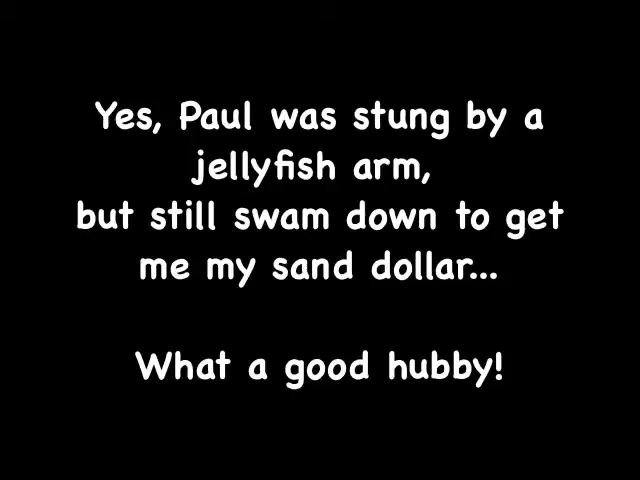 Yes, Paul was stung by a
jellyfish arm,
but still swam down to get
me my sand dollar...
What a good hubby!